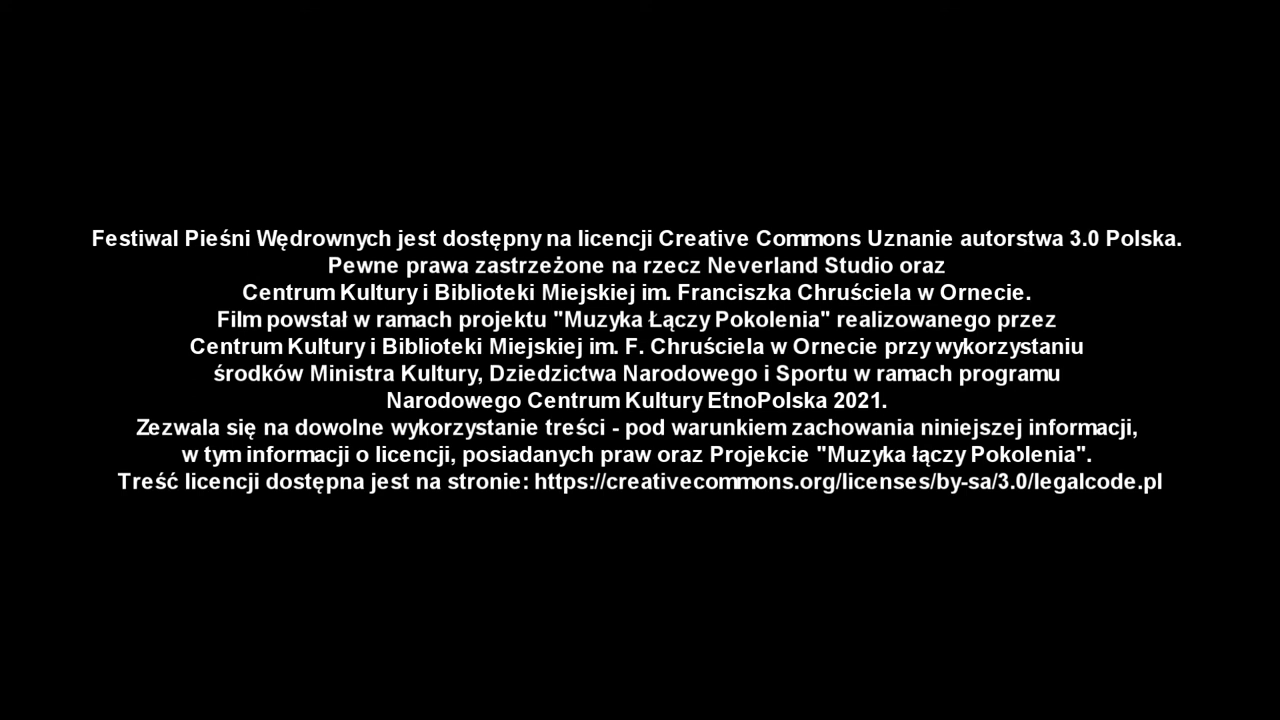 Festiwal Pieśni Wędrownych jest dostępny na licencji Creative Commons Uznanie autorstwa 3.0 Polska.
Pewne prawa zastrzeżone na rzecz Neverland Studio oraz
Centrum Kultury i Biblioteki Miejskiej im. Franciszka Chruściela w Ornecie.
Film powstał w ramach projektu "Muzyka Łączy Pokolenia" realizowanego przez
Centrum Kultury i Biblioteki Miejskiej im. F. Chruściela w Ornecie przy wykorzystaniu
środków Ministra Kultury, Dziedzictwa Narodowego i Sportu w ramach programu
Narodowego Centrum Kultury EtnoPolska 2021.
Zezwala się na dowolne wykorzystanie treści - pod warunkiem zachowania niniejszej informacji,
w tym informacji o licencji, posiadanych praw oraz Projekcie "Muzyka łączy Pokolenia".
Treść licencji dostępna jest na stronie: https://creativecommons.org/licenses/by-sa/3.0/legalcode.pl